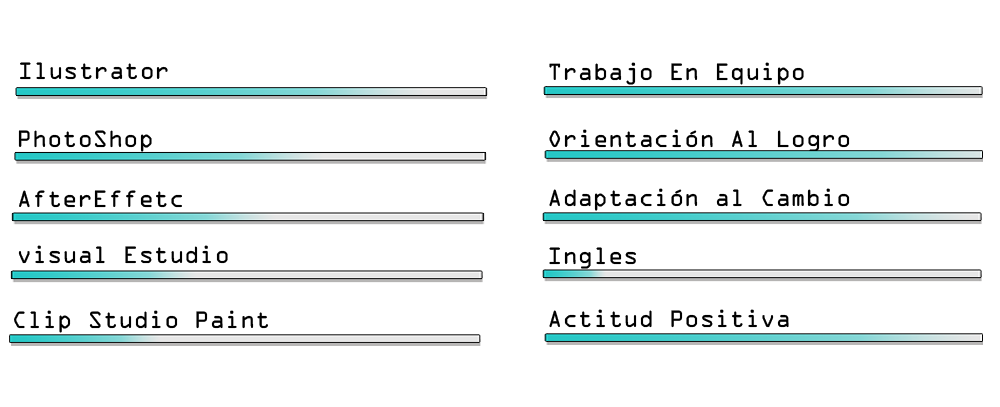 Ilustrator
PhotoShop
AfterEffetc
visual Estudio
Clip Studio Paint
Trabajo En Equipo
Orientación Al Logro
Adaptación al Cambio
Ingles
Actitud Positiva